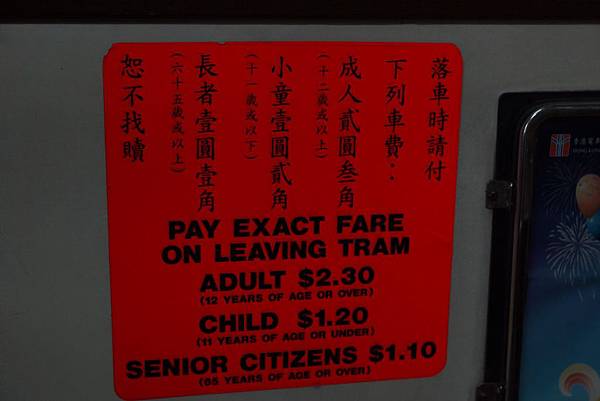 落車時請付
下列車費：
成人貳圓叁角
(十二歲或以上)
小童壹圓貳角
(十一歲或以下)
長者壹圓壹角
(六十五歲或以上)
恕不找贖
PAY EXACT FARE
ON LEAVING TRAM
ADULT $2.30
(12 YEARS OF AGE OR OVER)
CHILD $1.20
(11 YEARS OF AGE OR UNDER)
SENIOR CITIZENS $1.10
(65 YEARS OF AGE OR OVER)